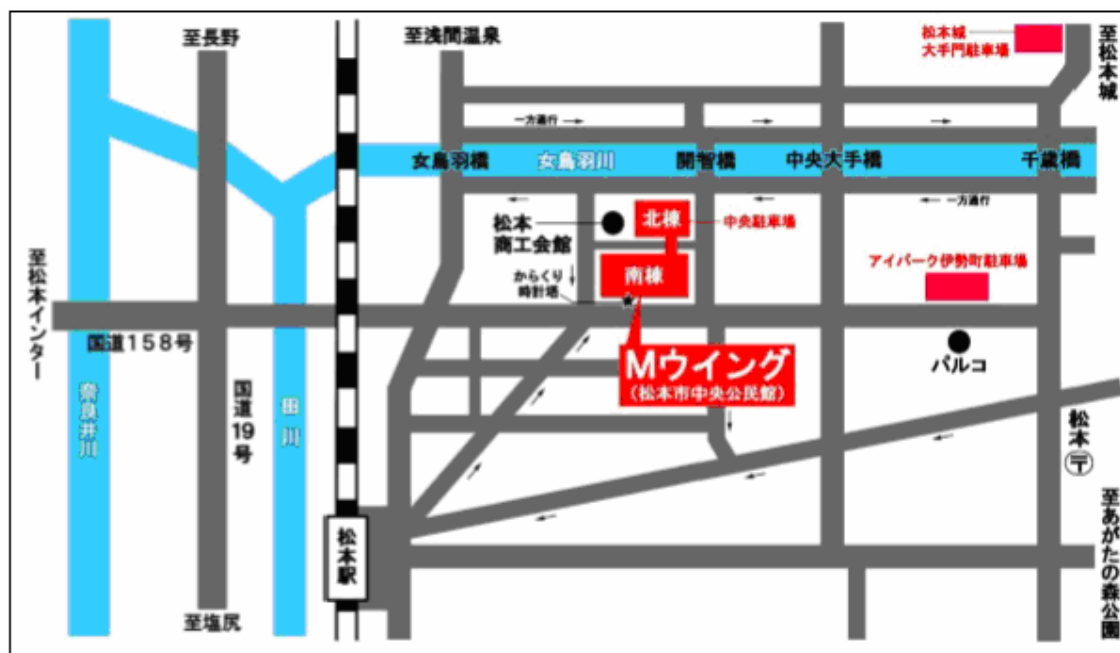 至長野
至浅間温泉
松本城
大手門駐車場
至松本城
一方通行
女鳥羽橋
女鳥羽川
開智橋
中央大手橋
千歳橋
一方通行
松本
商工会館
北棟
中央駐車場
至松本インター
からくり
時計塔
南棟
アイパーク伊勢町駐車場
国道158号
パルコ
Mウイング
(松本市中央公民館)
奈良井川
国道19号
田川
松本〒
松本駅
至あがたの森公園
至塩尻